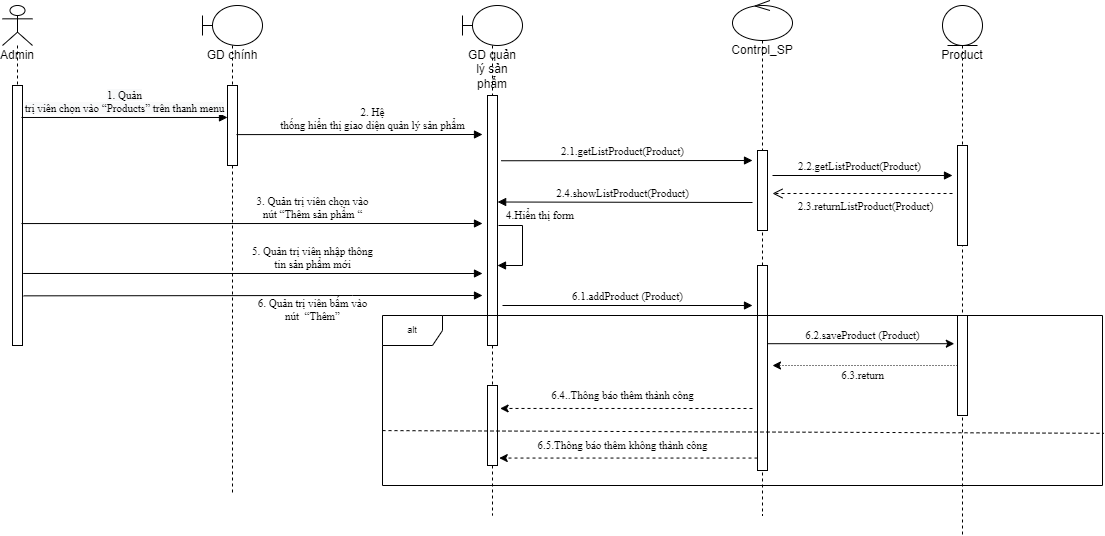 Admin
GD chính
GD quản
lý sản
phẩm
Control_SP
Product
1. Quản
trị viên chọn vào “Products” trên thanh menu
2. Hệ
thống hiển thị giao diện quản lý sản phẩm
2.1.getListProduct(Product)
2.2.getListProduct(Product)
2.4.showListProduct(Product)
2.3.returnListProduct(Product)
3. Quản trị viên chọn vào
nút “Thêm sản phẩm “
4.Hiển thị form
5. Quản trị viên nhập thông
tin sản phẩm mới
6. Quản trị viên bấm vào
nút “Thêm”
6.1.addProduct (Product)
alt
6.2.saveProduct (Product)
6.3.return
6.4..Thông báo thêm thành công
6.5.Thông báo thêm không thành công